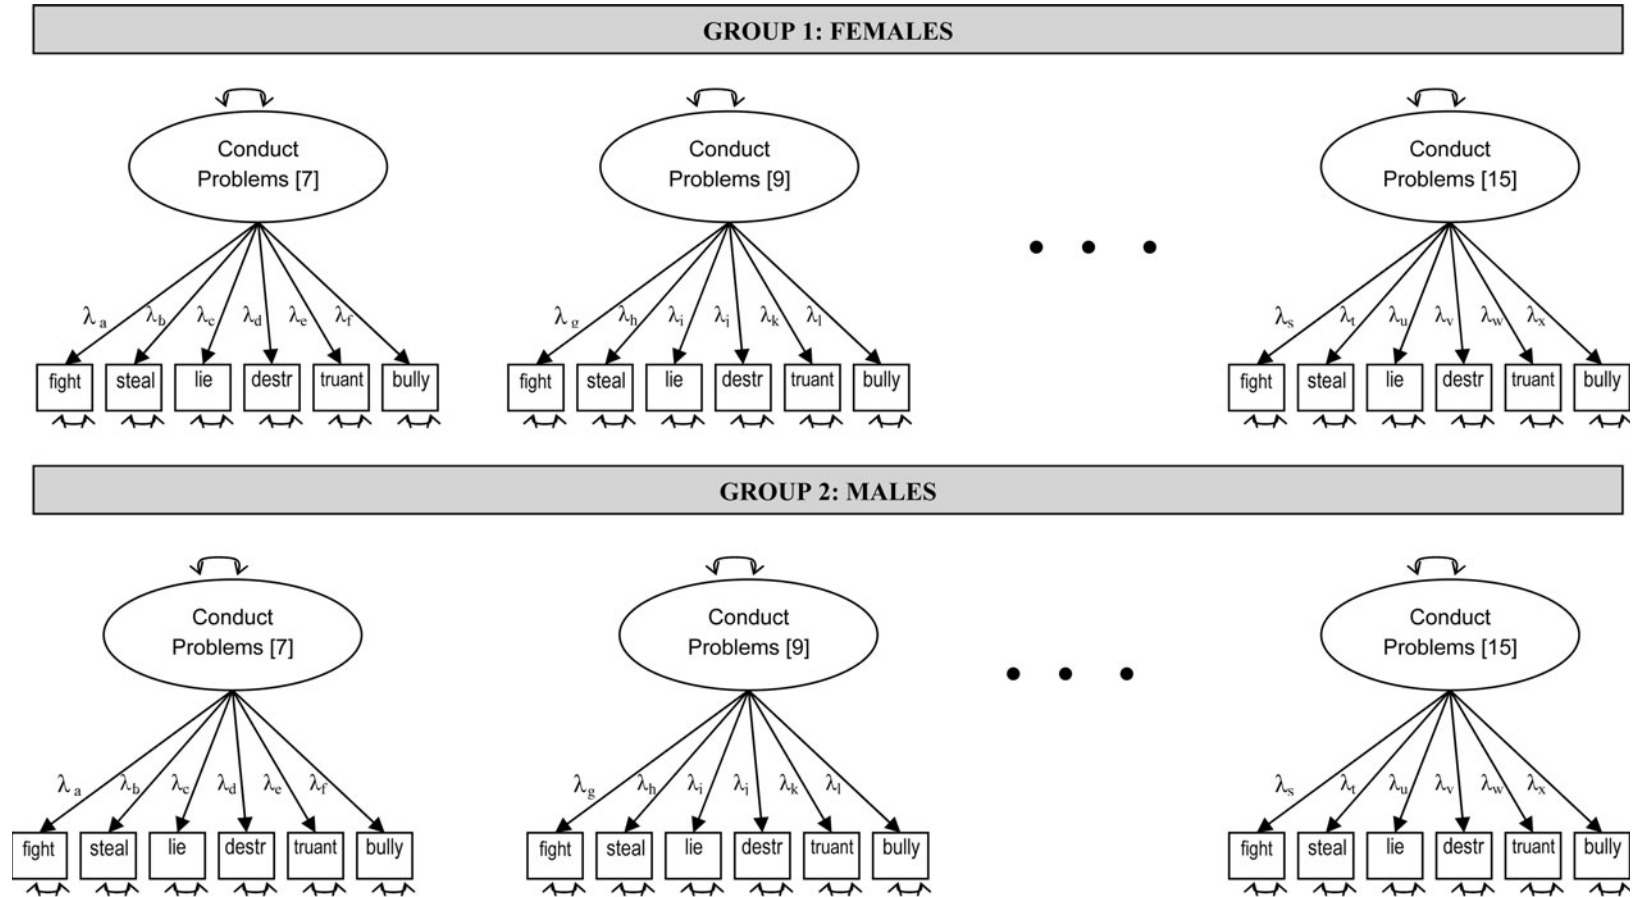 GROUP 1: FEMALES
Conduct
Problems [7]
Conduct
Problems [9]
Conduct
Problems [15]
λa λb λc λd λe λf
λg λh λi λj λk λl
λs λt λu λv λw λx
fight steal lie destr truant bully
fight steal lie destr truant bully
fight steal lie destr truant bully
GROUP 2: MALES
Conduct
Problems [7]
Conduct
Problems [9]
Conduct
Problems [15]
λa λb λc λd λe λf
λg λh λi λj λk λl
λs λt λu λv λw λx
fight steal lie destr truant bully
fight steal lie destr truant bully
fight steal lie destr truant bully